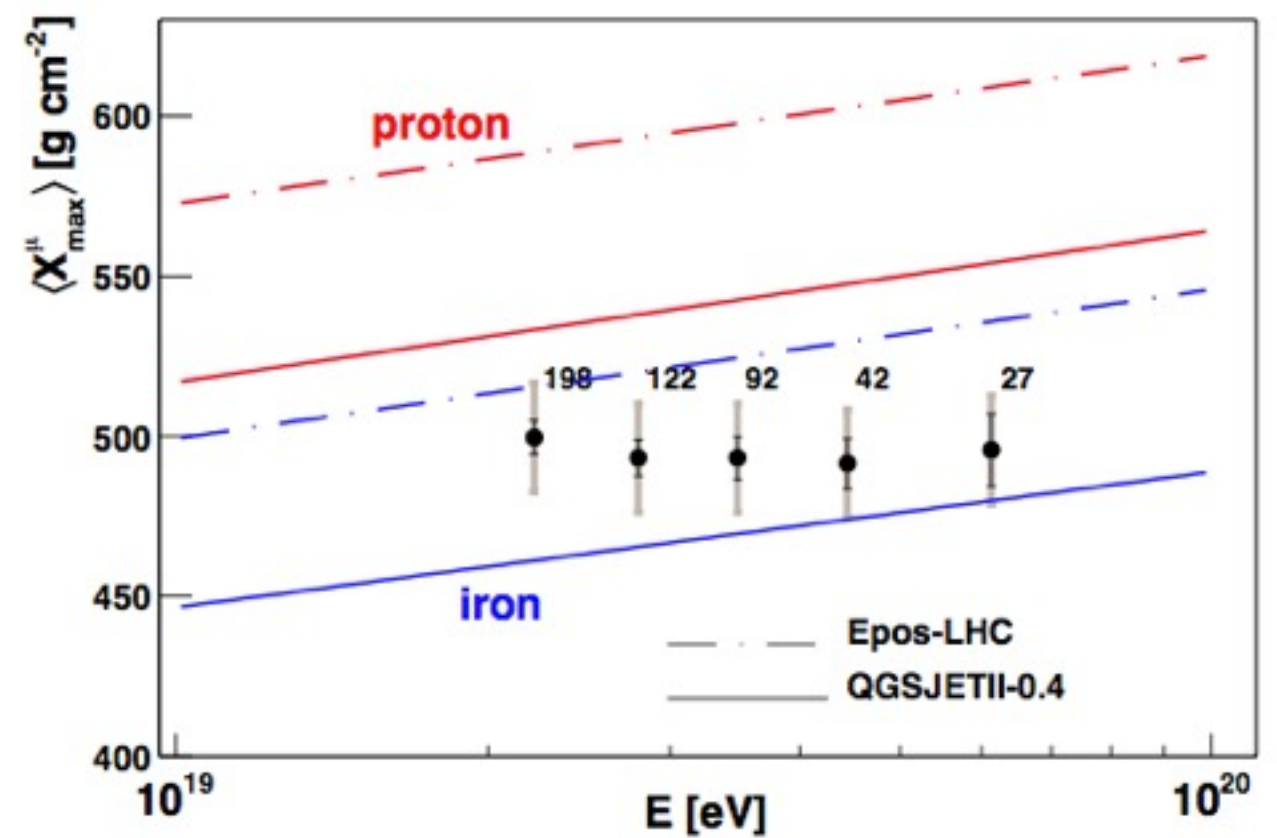 ⟨X^μ_max⟩ [g cm^-2]
600
550
500
450
400
proton
198 122 92 42 27
iron
Epos-LHC
QGSJETII-0.4
10^19
10^20
E [eV]